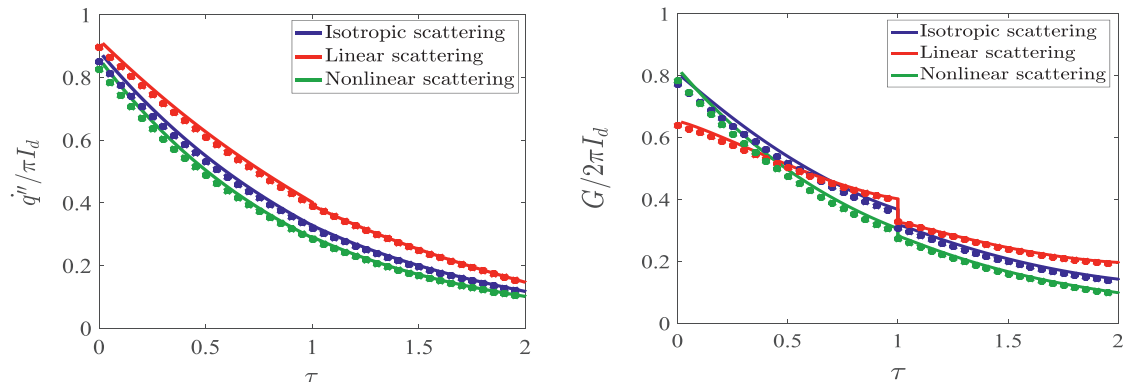 1
0.8
0.6
0.4
0.2
0
0
0.5
1
1.5
2
q̇''/πI_d
τ
Isotropic scattering
Linear scattering
Nonlinear scattering
1
0.8
0.6
0.4
0.2
0
0
0.5
1
1.5
2
G/2πI_d
τ
Isotropic scattering
Linear scattering
Nonlinear scattering